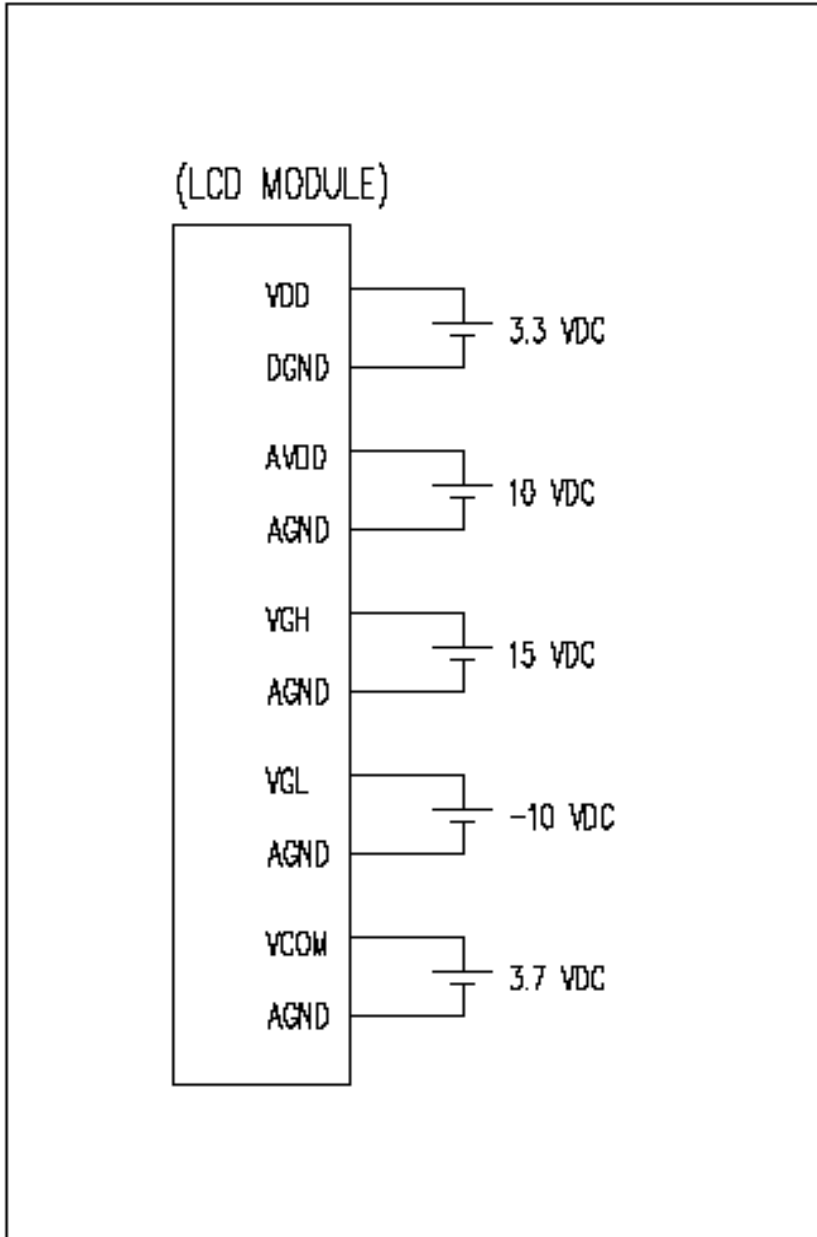 (LCD MODULE)
VDD
3.3 VDC
DGND
AVDD
10 VDC
AGND
VGH
15 VDC
AGND
VGL
-10 VDC
AGND
VCOM
3.7 VDC
AGND